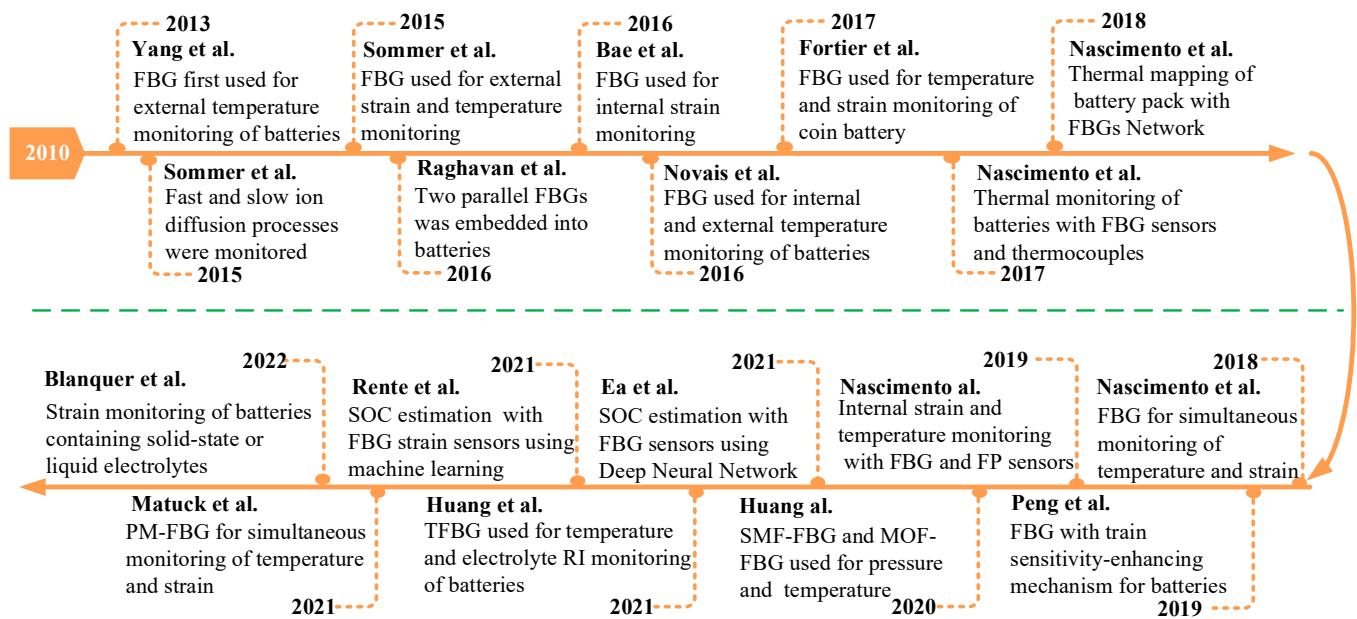 2010
2013
Yang et al.
FBG first used for
external temperature
monitoring of batteries
Sommer et al.
Fast and slow ion
diffusion processes
were monitored
2015
2015
Sommer et al.
FBG used for external
strain and temperature
monitoring
Raghavan et al.
Two parallel FBGs
was embedded into
batteries
2016
2016
Bae et al.
FBG used for
internal strain
monitoring
Novais et al.
FBG used for internal
and external temperature
monitoring of batteries
2016
2017
Fortier et al.
FBG used for temperature
and strain monitoring of
coin battery
Nascimento et al.
Thermal monitoring of
batteries with FBG sensors
and thermocouples
2017
2018
Nascimento et al.
Thermal mapping of
battery pack with
FBGs Network
2018
Nascimento et al.
FBG for simultaneous
monitoring of
temperature and strain
Peng et al.
FBG with train
sensitivity-enhancing
mechanism for batteries
2019
2019
Nascimento al.
Internal strain and
temperature monitoring
with FBG and FP sensors
Huang al.
SMF-FBG and MOF-
FBG used for pressure
and temperature
2020
2021
Ea et al.
SOC estimation with
FBG sensors using
Deep Neural Network
Huang et al.
TFBG used for temperature
and electrolyte RI monitoring
of batteries
2021
2021
Rente et al.
SOC estimation with
FBG strain sensors using
machine learning
Matuck et al.
PM-FBG for simultaneous
monitoring of temperature
and strain
2021
2022
Blanquer et al.
Strain monitoring of batteries
containing solid-state or
liquid electrolytes